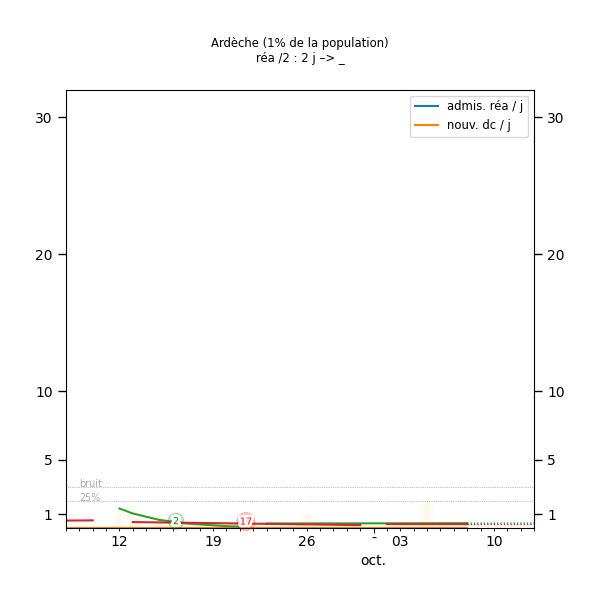 Ardèche (1% de la population)
réa /2 : 2 j –> _
admis. réa / j
nouv. dc / j
30 30
20 20
10 10
5 5
bruit
25%
1 2 17 1
12 19 26 - 03 10
oct.